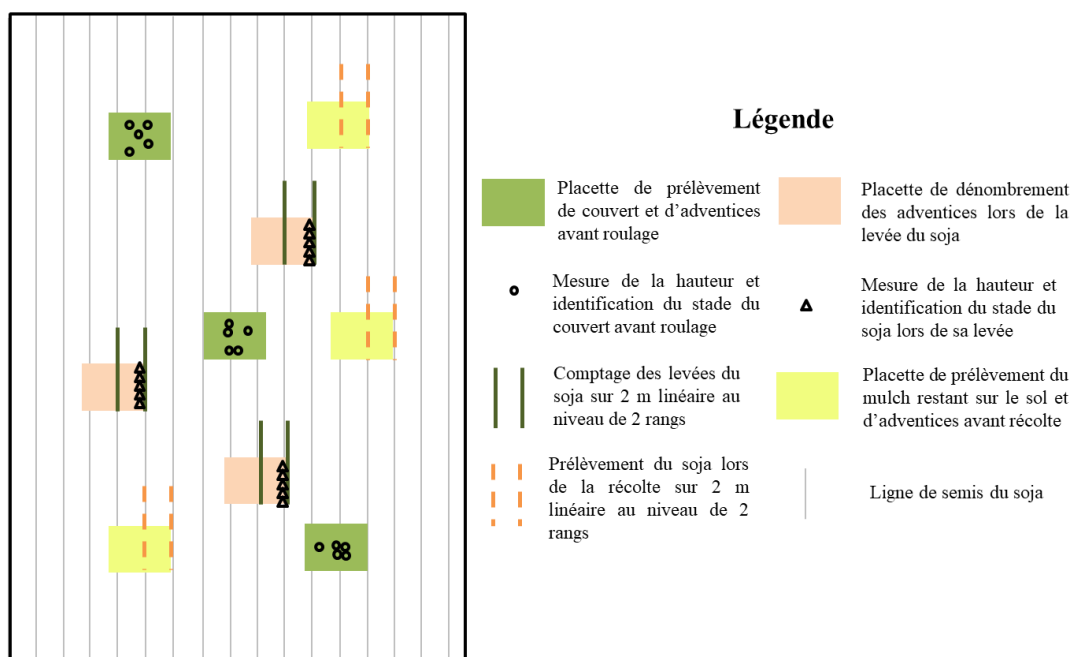 Légende
Placette de prélèvement
de couvert et d'adventices
avant roulage
Placette de dénombrement
des adventices lors de la
levée du soja
Mesure de la hauteur et
identification du stade du
couvert avant roulage
Mesure de la hauteur et
identification du stade du
soja lors de sa levée
Comptage des levées du
soja sur 2 m linéaire au
niveau de 2 rangs
Placette de prélèvement du
mulch restant sur le sol et
d'adventices avant récolte
Prélèvement du soja lors
de la récolte sur 2 m
linéaire au niveau de 2
rangs
Ligne de semis du soja